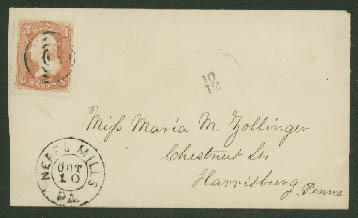 10
12
Miss Maria M. Zollinger
Chestnut St.
Harrisburg, Penna
NEFFS MILLS
OCT
10
PA.